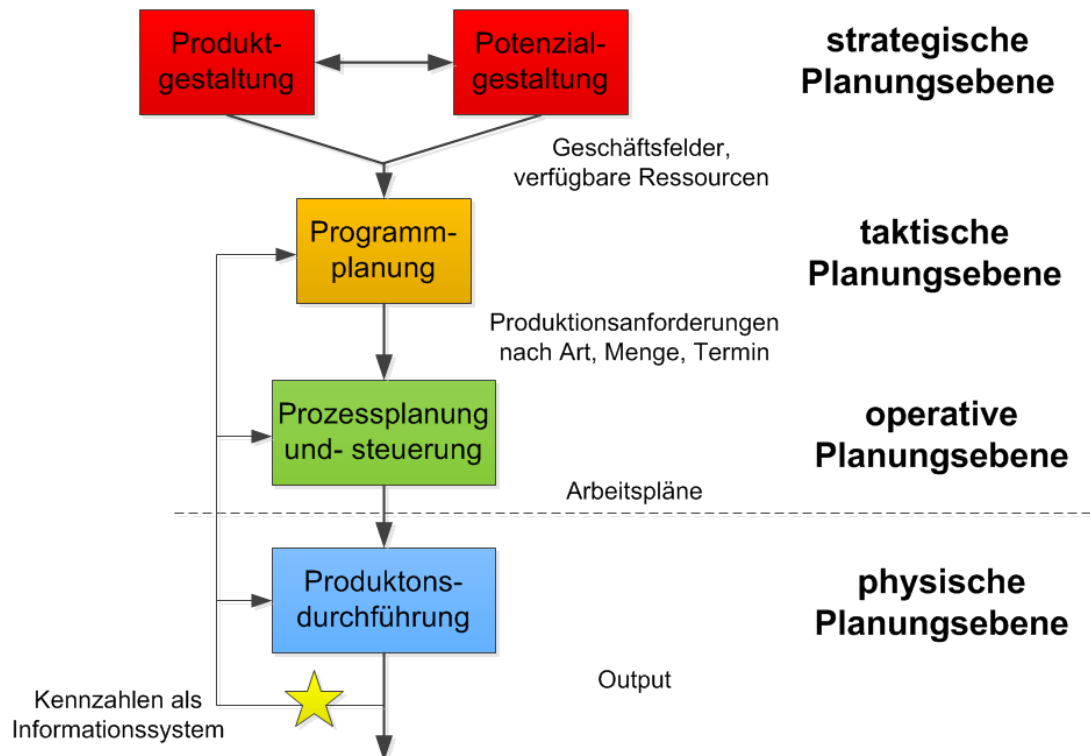 Produkt-
gestaltung
Potenzial-
gestaltung
strategische
Planungsebene
Geschäftsfelder,
verfügbare Ressourcen
Programm-
planung
taktische
Planungsebene
Produktionsanforderungen
nach Art, Menge, Termin
Prozessplanung
und- steuerung
operative
Planungsebene
Arbeitspläne
Produktons-
durchführung
physische
Planungsebene
Output
Kennzahlen als
Informationssystem